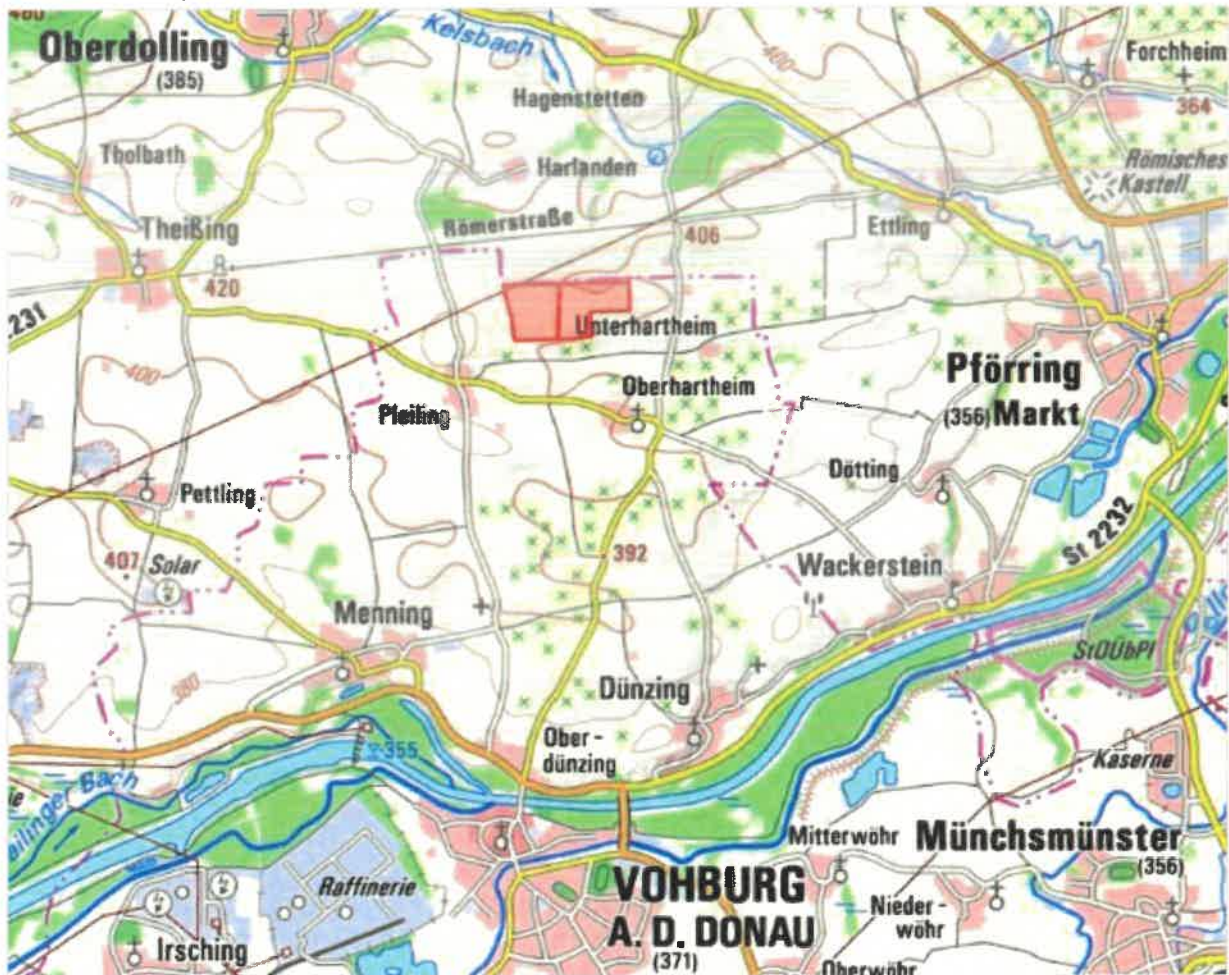 Oberdolling
(385)
Kelsbach
400
Forchheim
364
Hagenstetten
Tholbath
Harlanden
Römisches
Kastell
Römerstraße
Theißing
Ettling
406
420
231
Unterhartheim
400
Oberhartheim
Pförring
(356) Markt
Pleiling
Dötting
Pettling
St 2232
392
407
Solar
Wackerstein
Menning
StOÜbPl
380
Dünzing
Ober-
dünzing
355
Kaserne
Mitterwöhr
Münchsmünster
(356)
Raffinerie
VOHBURG
A. D. DONAU
(371)
Nieder-
wöhr
Irsching
Oberwöhr